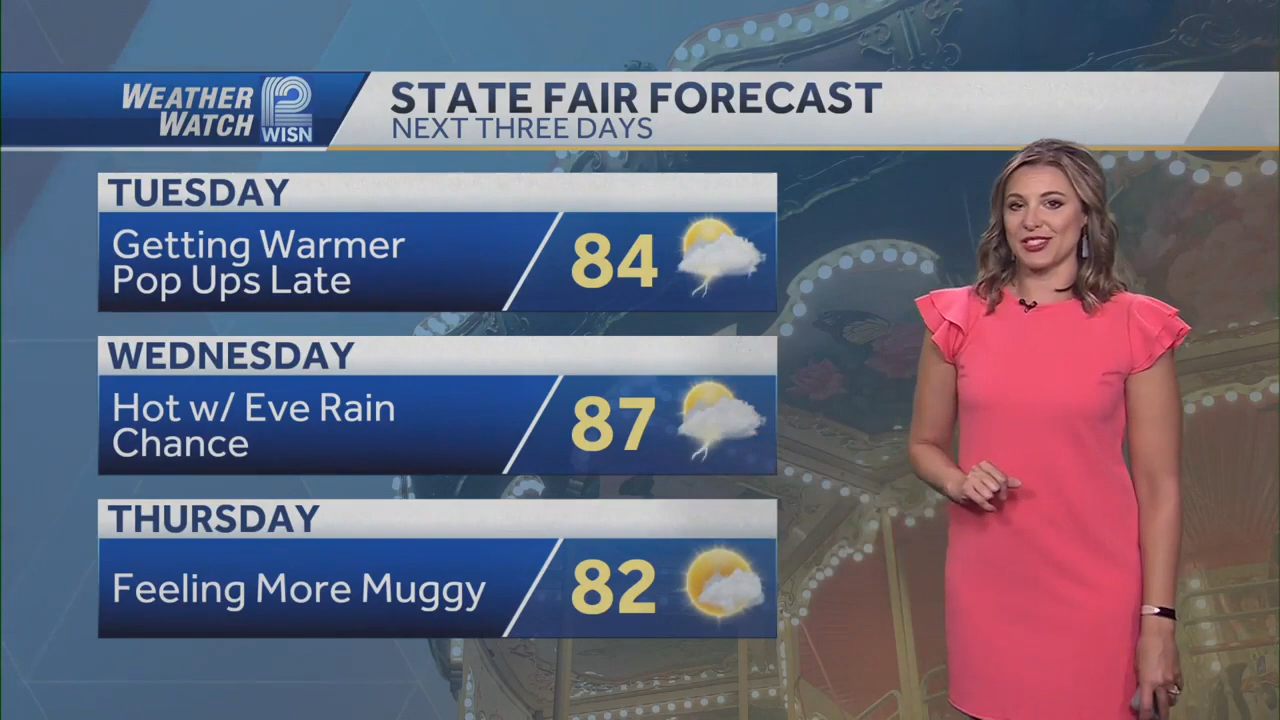 WEATHER
WATCH
12
WISN
STATE FAIR FORECAST
NEXT THREE DAYS
TUESDAY
Getting Warmer
Pop Ups Late
84
WEDNESDAY
Hot w/ Eve Rain
Chance
87
THURSDAY
Feeling More Muggy
82